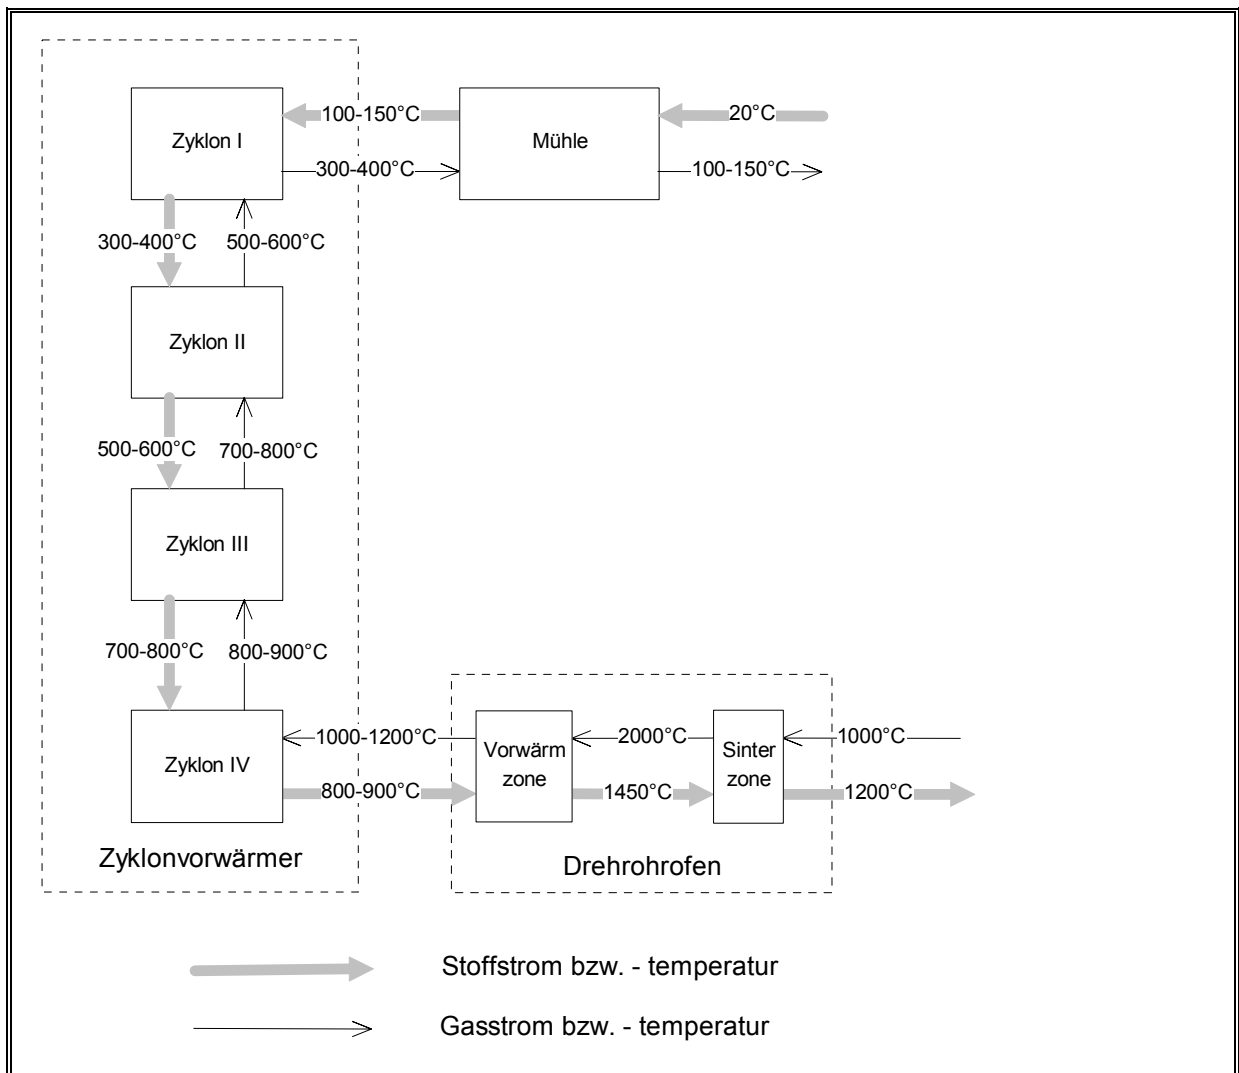 100-150°C
20°C
Zyklon I
Mühle
300-400°C
100-150°C
300-400°C
500-600°C
Zyklon II
500-600°C
700-800°C
Zyklon III
700-800°C
800-900°C
1000-1200°C
2000°C
1000°C
Zyklon IV
Vorwärm
zone
Sinter
zone
800-900°C
1450°C
1200°C
Zyklonvorwärmer
Drehrohrofen
Stoffstrom bzw. - temperatur
Gasstrom bzw. - temperatur